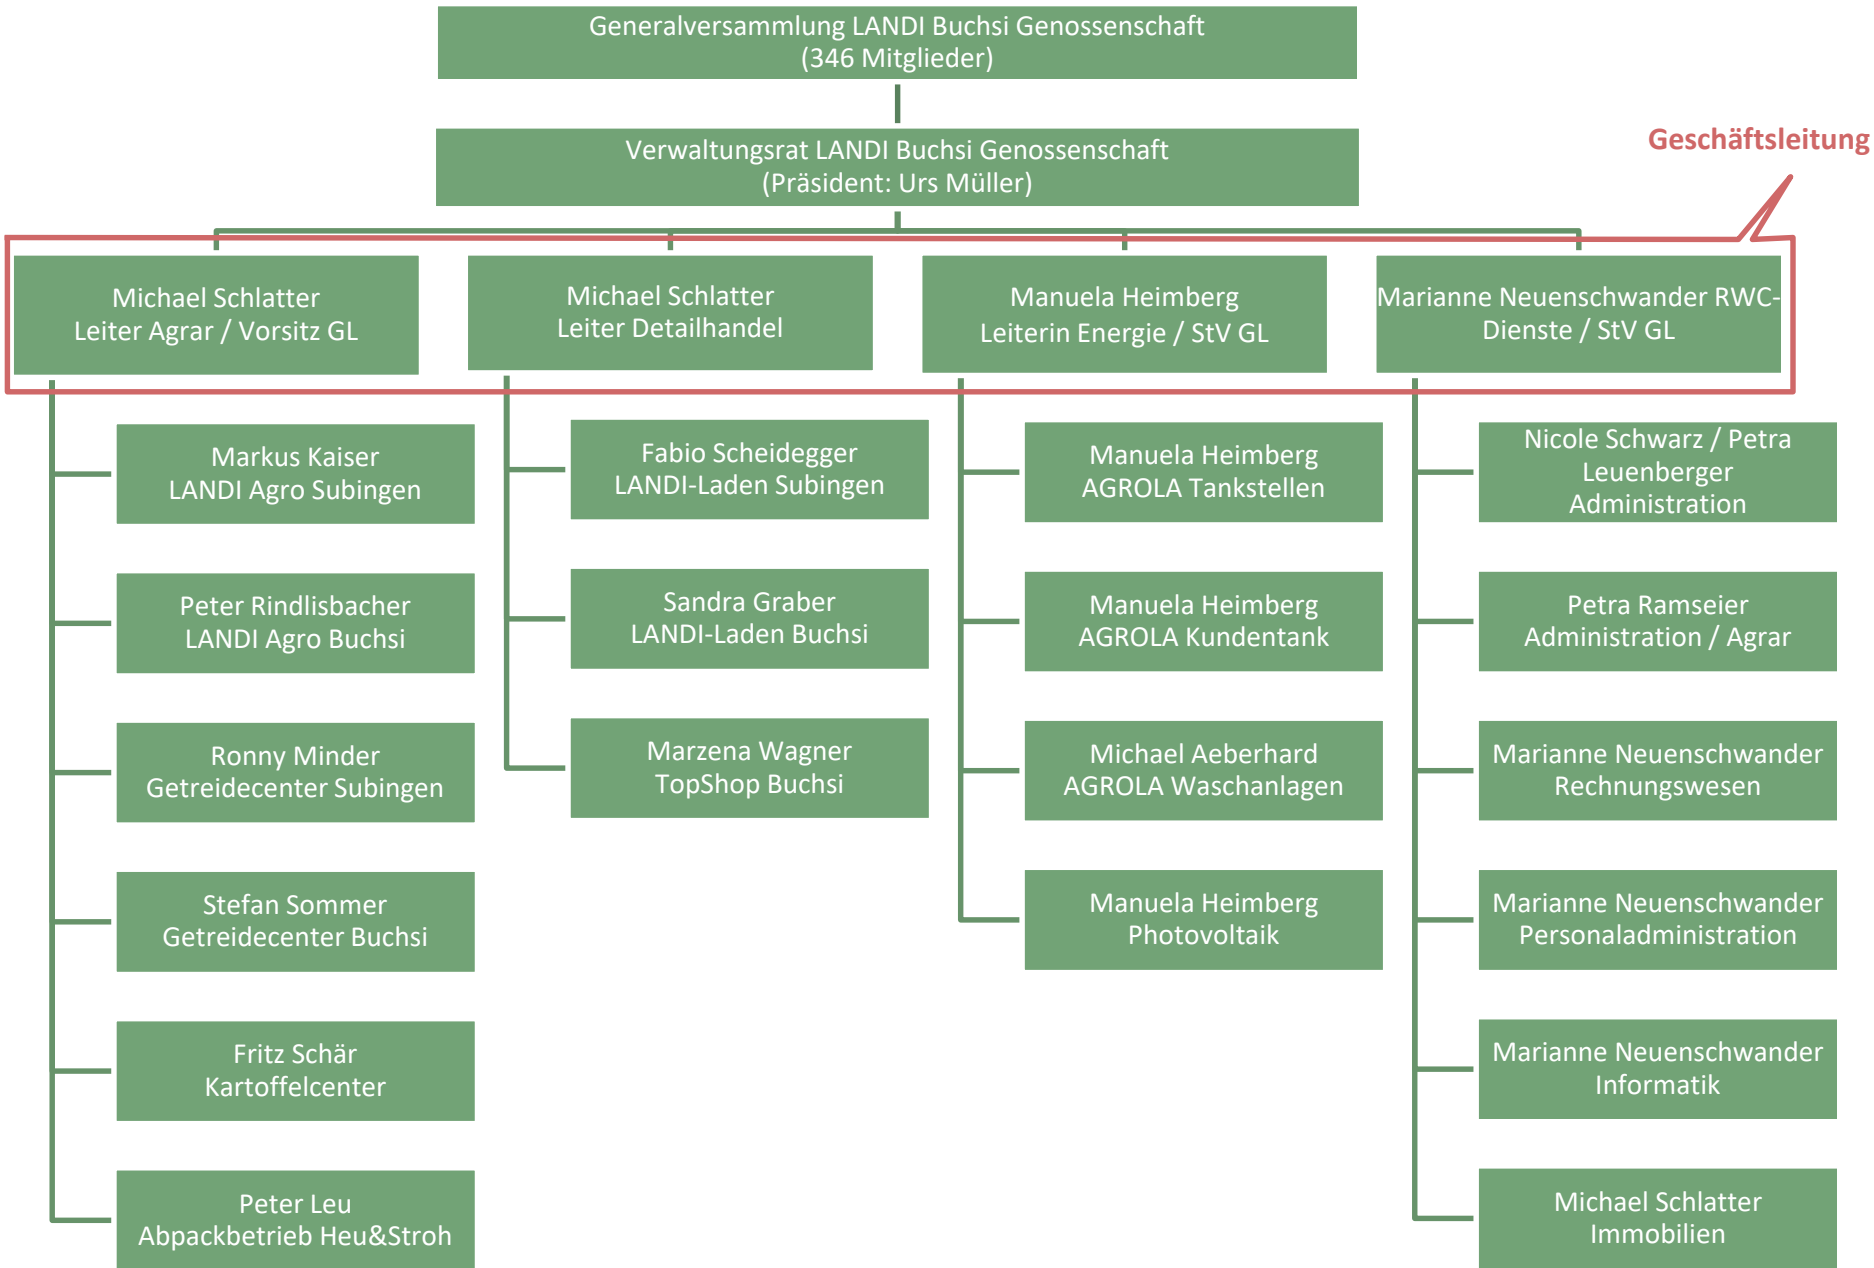 Generalversammlung LANDI Buchsi Genossenschaft
(346 Mitglieder)
Verwaltungsrat LANDI Buchsi Genossenschaft
(Präsident: Urs Müller)
Geschäftsleitung
Michael Schlatter
Leiter Agrar / Vorsitz GL
Michael Schlatter
Leiter Detailhandel
Manuela Heimberg
Leiterin Energie / StV GL
Marianne Neuenschwander RWC-
Dienste / StV GL
Markus Kaiser
LANDI Agro Subingen
Peter Rindlisbacher
LANDI Agro Buchsi
Ronny Minder
Getreidecenter Subingen
Stefan Sommer
Getreidecenter Buchsi
Fritz Schär
Kartoffelcenter
Peter Leu
Abpackbetrieb Heu&Stroh
Fabio Scheidegger
LANDI-Laden Subingen
Sandra Graber
LANDI-Laden Buchsi
Marzena Wagner
TopShop Buchsi
Manuela Heimberg
AGROLA Tankstellen
Manuela Heimberg
AGROLA Kundentank
Michael Aeberhard
AGROLA Waschanlagen
Manuela Heimberg
Photovoltaik
Nicole Schwarz / Petra
Leuenberger
Administration
Petra Ramseier
Administration / Agrar
Marianne Neuenschwander
Rechnungswesen
Marianne Neuenschwander
Personaladministration
Marianne Neuenschwander
Informatik
Michael Schlatter
Immobilien